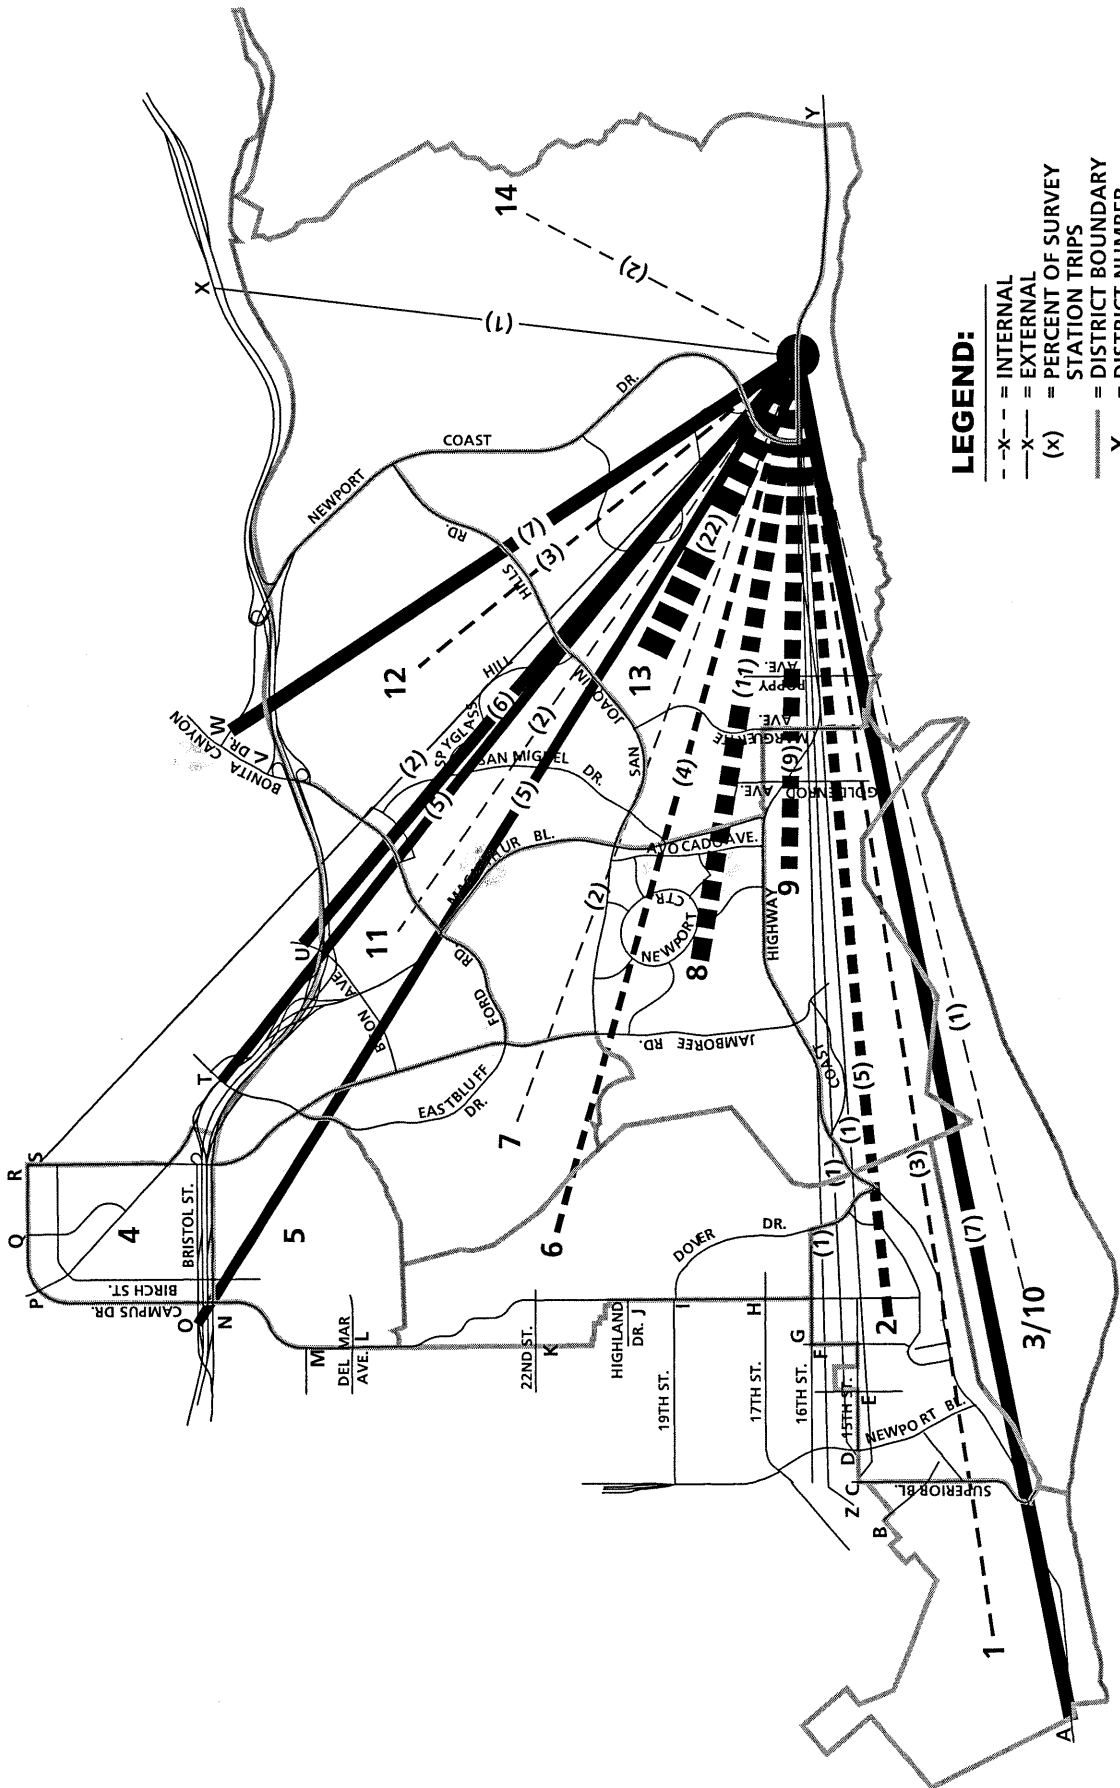 X
Y
14
(2)
(1)
DR.
COAST
NEWPORT
RD.
HILLS
(7)
(3)
W
V
BONITA CANYON
DR.
12
SPYGLASS
HILL
(2)
(6)
(5)
(2)
(5)
SAN MIGUEL
DR.
SAN
JOAQUIM
13
(22)
(4)
(11)
(9)
POPPY
AVE.
MARGUERITE
AVE.
GOLDENROD
AVE.
AVOCADO AVE.
BL.
11
U
T
AVE.
RD.
FORD
EASTBLUFF
DR.
(2)
NEWPORT
CTR.
8
9
HIGHWAY
COAST
JAMBOREE RD.
7
6
(5)
(1)
(1)
(1)
(3)
(1)
(7)
S
R
Q
P
4
BRISTOL ST.
5
BIRCH ST.
CAMPUS DR.
O
N
M
DEL MAR
AVE.
L
22ND ST.
K
HIGHLAND
DR.
J
DOVER
DR.
I
19TH ST.
H
17TH ST.
G
16TH ST.
F
15TH ST.
E
D
C
Z
B
NEWPORT BL.
SUPERIOR BL.
2
3/10
1
A
LEGEND:
--x-- = INTERNAL
—x— = EXTERNAL
(x) = PERCENT OF SURVEY
STATION TRIPS
= DISTRICT BOUNDARY